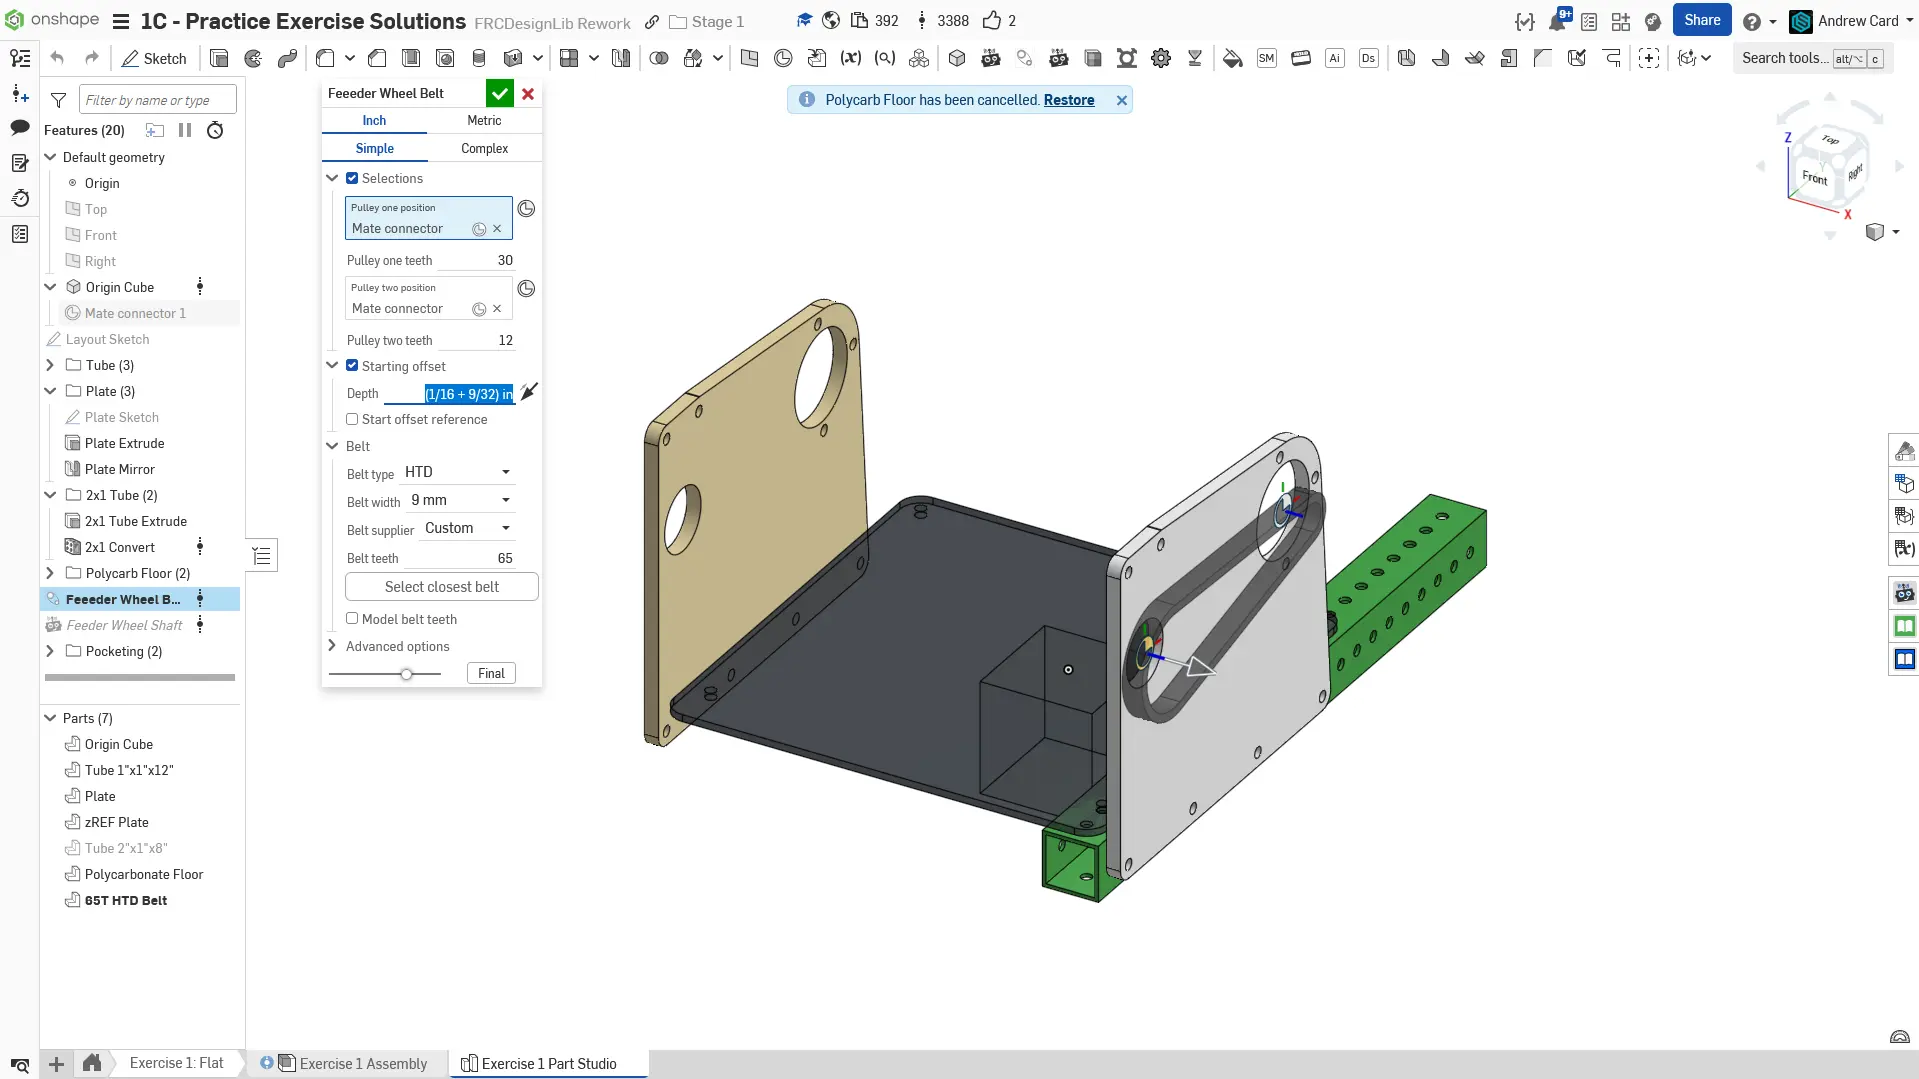 onshape
1C - Practice Exercise Solutions
FRCDesignLib Rework
Stage 1
392
3388
2
9+
Share
Andrew Card
Sketch
SM
Ai
Ds
Search tools...
alt/⌥
c
Filter by name or type
Features (20)
Default geometry
Origin
Top
Front
Right
Origin Cube
Mate connector 1
Layout Sketch
Tube (3)
Plate (3)
Plate Sketch
Plate Extrude
Plate Mirror
2x1 Tube (2)
2x1 Tube Extrude
2x1 Convert
Polycarb Floor (2)
Feeeder Wheel B...
Feeder Wheel Shaft
Pocketing (2)
Parts (7)
Origin Cube
Tube 1"x1"x12"
Plate
zREF Plate
Tube 2"x1"x8"
Polycarbonate Floor
65T HTD Belt
Feeeder Wheel Belt
Inch
Metric
Simple
Complex
Selections
Pulley one position
Mate connector
Pulley one teeth
30
Pulley two position
Mate connector
Pulley two teeth
12
Starting offset
Depth
(1/16 + 9/32) in
Start offset reference
Belt
Belt type
HTD
Belt width
9 mm
Belt supplier
Custom
Belt teeth
65
Select closest belt
Model belt teeth
Advanced options
Final
Polycarb Floor has been cancelled. Restore
Z
Top
Front
Right
Y
X
Exercise 1: Flat
Exercise 1 Assembly
Exercise 1 Part Studio